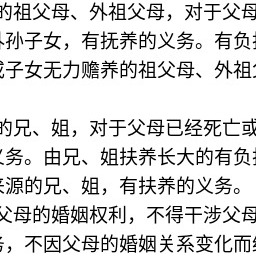 的祖父母、外祖父母，对于父母
外孙子女，有抚养的义务。有负担
或子女无力赡养的祖父母、外祖父
的兄、姐，对于父母已经死亡或
义务。由兄、姐扶养长大的有负担
来源的兄、姐，有扶养的义务。
父母的婚姻权利，不得干涉父母
务，不因父母的婚姻关系变化而终